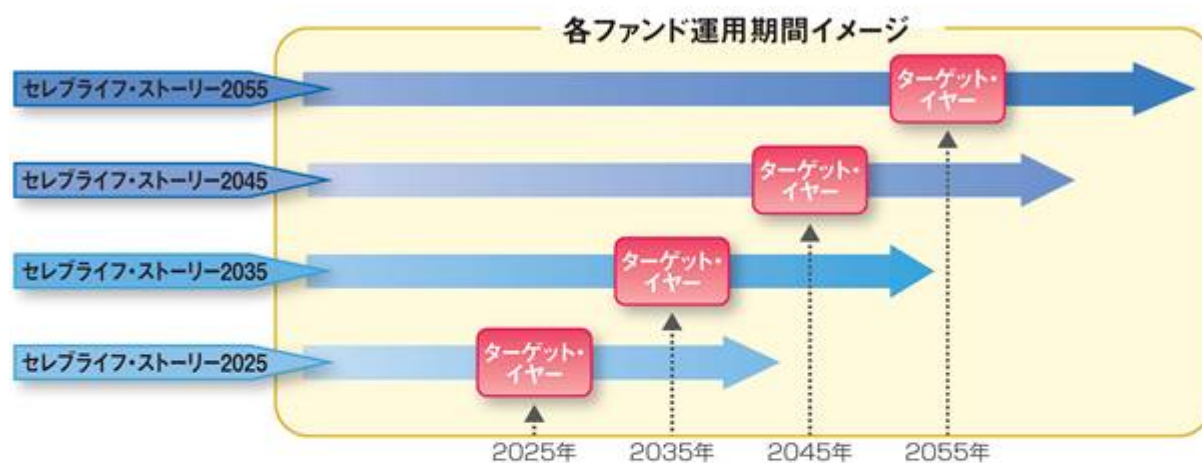 各ファンド運用期間イメージ
セレブライフ・ストーリー2055
ターゲット・
イヤー
セレブライフ・ストーリー2045
ターゲット・
イヤー
セレブライフ・ストーリー2035
ターゲット・
イヤー
セレブライフ・ストーリー2025
ターゲット・
イヤー
2025年 2035年 2045年 2055年